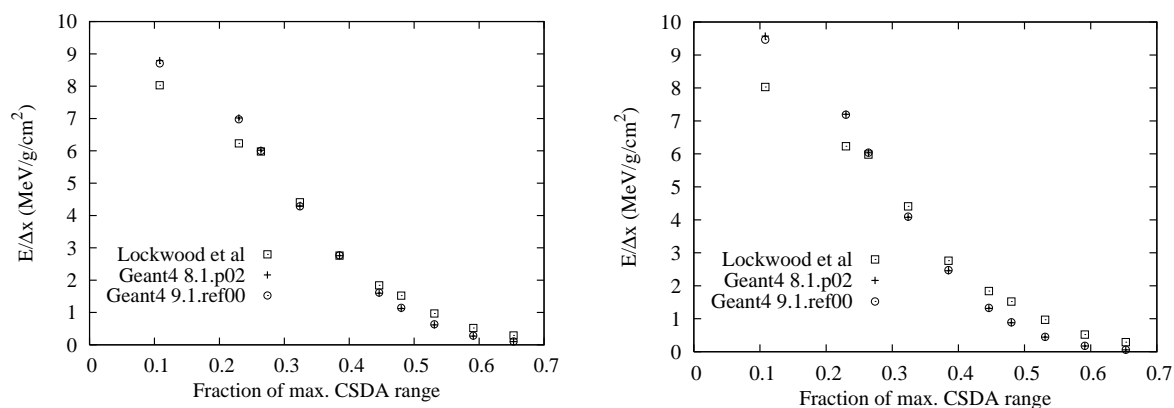 10
9
8
7
6
5
4
3
2
1
0
E/Δx (MeV/g/cm²)
Lockwood et al
Geant4 8.1.p02
Geant4 9.1.ref00
0 0.1 0.2 0.3 0.4 0.5 0.6 0.7
Fraction of max. CSDA range
10
9
8
7
6
5
4
3
2
1
0
E/Δx (MeV/g/cm²)
Lockwood et al
Geant4 8.1.p02
Geant4 9.1.ref00
0 0.1 0.2 0.3 0.4 0.5 0.6 0.7
Fraction of max. CSDA range